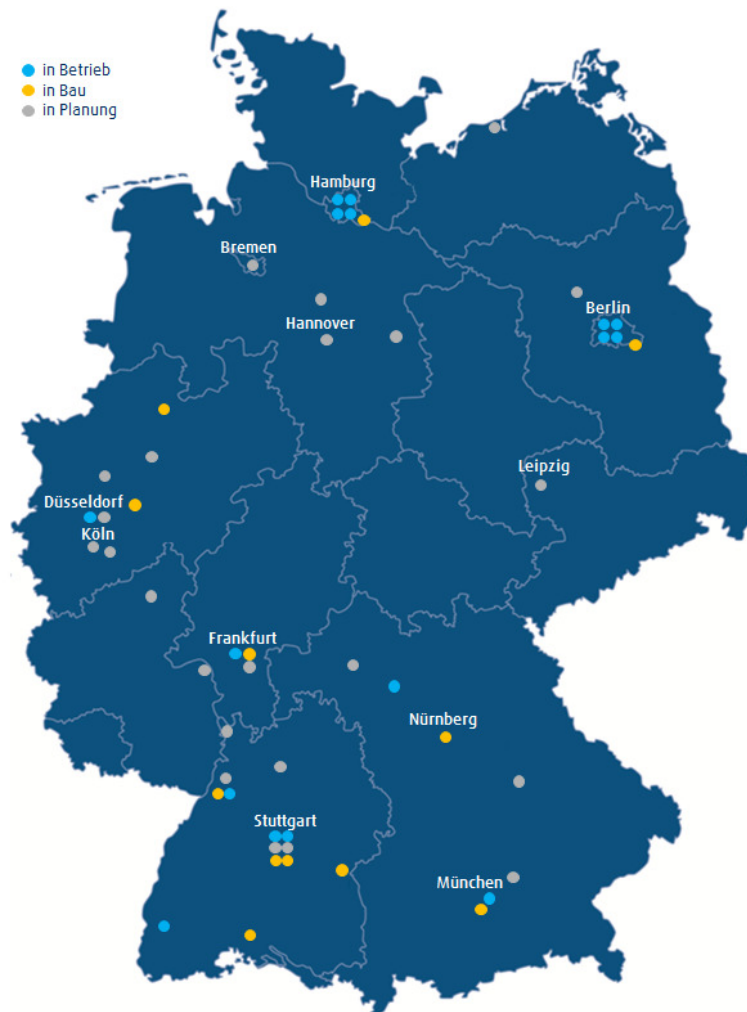 in Betrieb
in Bau
in Planung
Hamburg
Bremen
Hannover
Berlin
Leipzig
Düsseldorf
Köln
Frankfurt
Nürnberg
Stuttgart
München